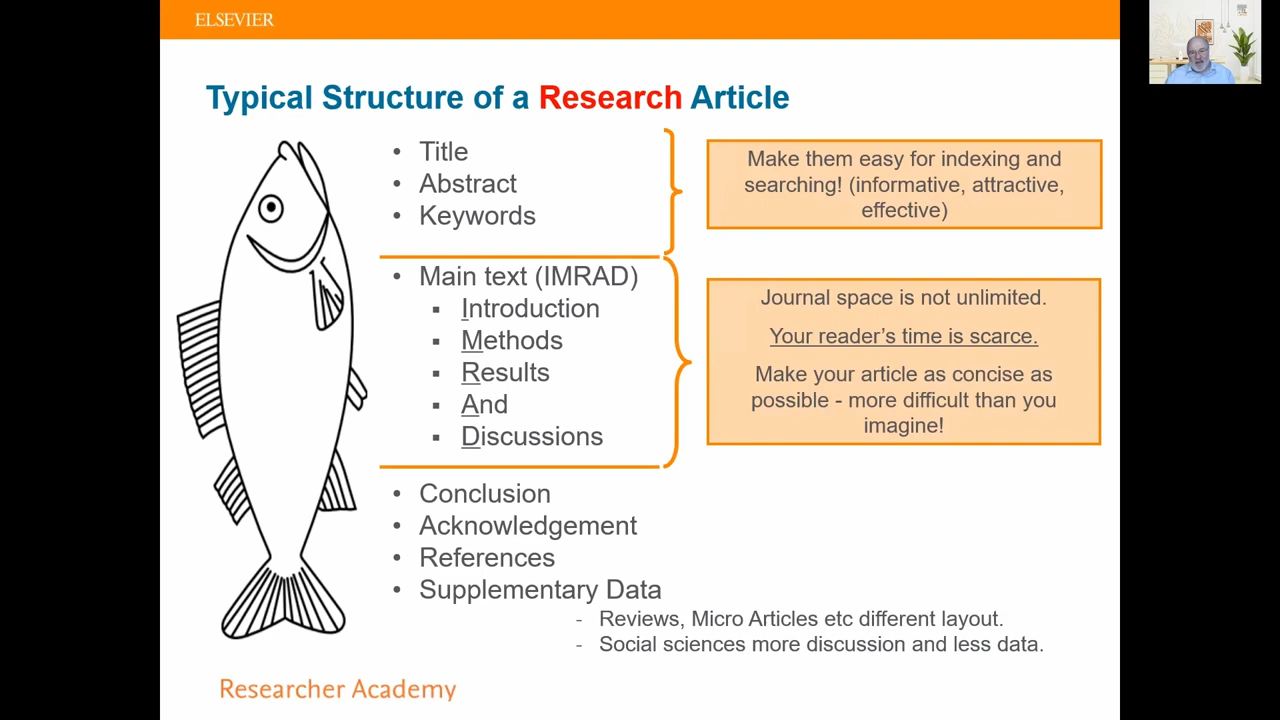 ELSEVIER
Typical Structure of a Research Article
• Title
• Abstract
• Keywords
Make them easy for indexing and
searching! (informative, attractive,
effective)
• Main text (IMRAD)
▪ Introduction
▪ Methods
▪ Results
▪ And
▪ Discussions
Journal space is not unlimited.
Your reader’s time is scarce.
Make your article as concise as
possible - more difficult than you
imagine!
• Conclusion
• Acknowledgement
• References
• Supplementary Data
- Reviews, Micro Articles etc different layout.
- Social sciences more discussion and less data.
Researcher Academy